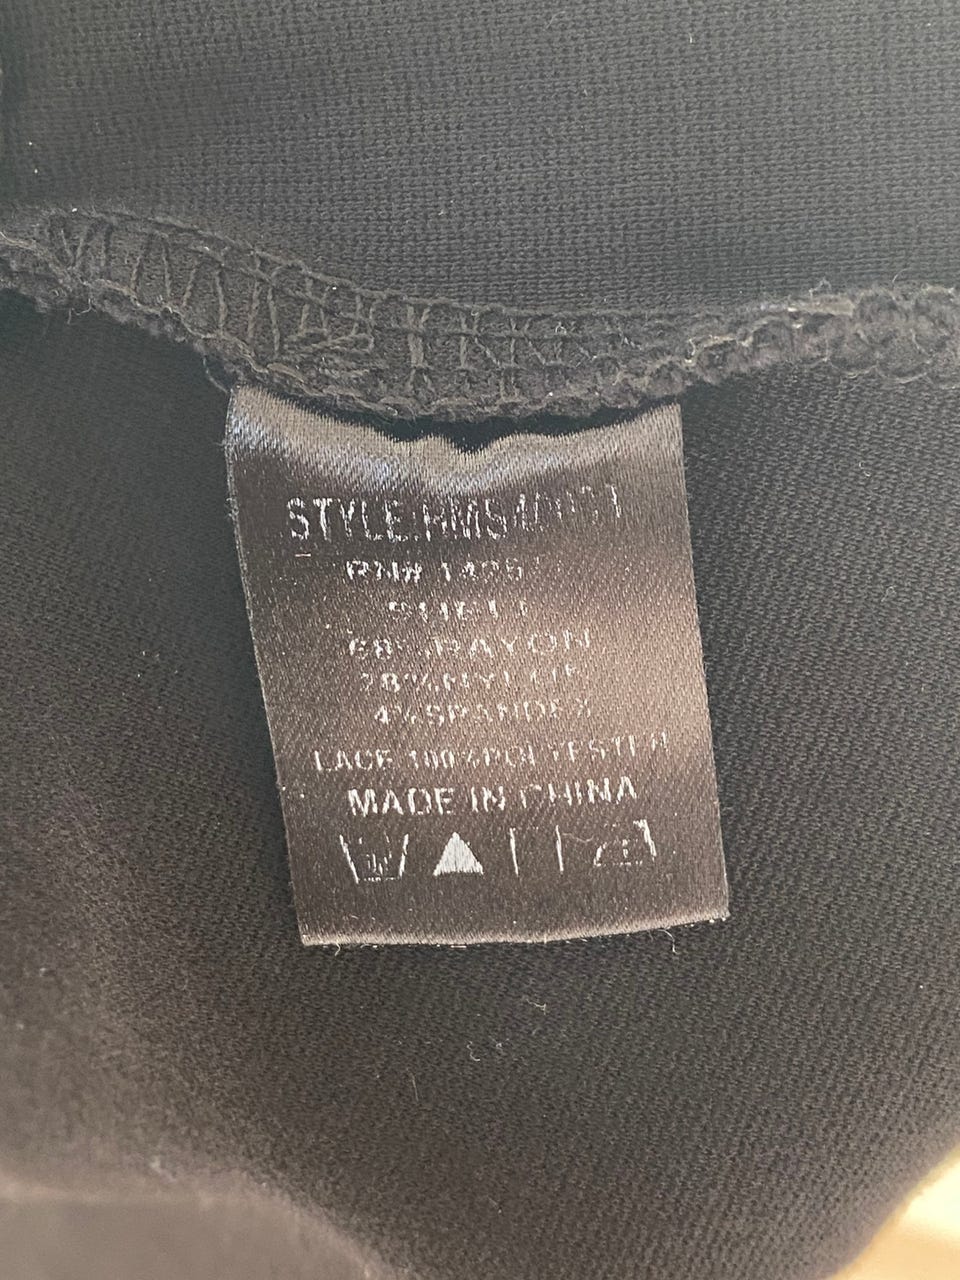 SHELL
68% RAYON
28% NYLON
4% SPANDEX
LACE 100% POLYESTER
MADE IN CHINA